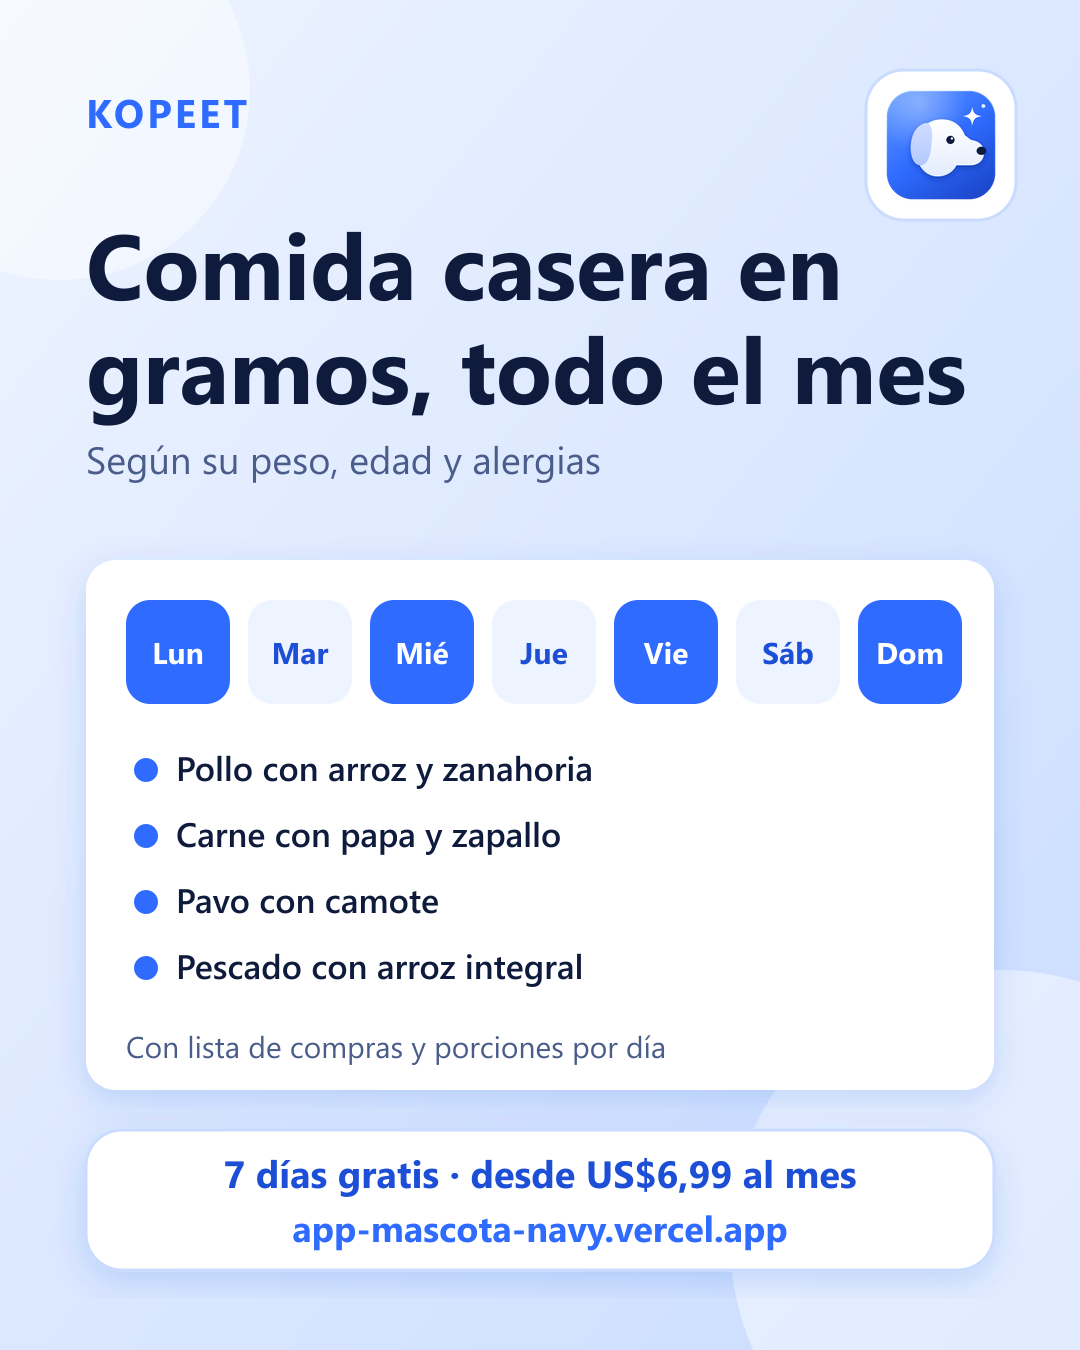 KOPEET
Comida casera en
gramos, todo el mes
Según su peso, edad y alergias
Lun Mar Mié Jue Vie Sáb Dom
Pollo con arroz y zanahoria
Carne con papa y zapallo
Pavo con camote
Pescado con arroz integral
Con lista de compras y porciones por día
7 días gratis · desde US$6,99 al mes
app-mascota-navy.vercel.app